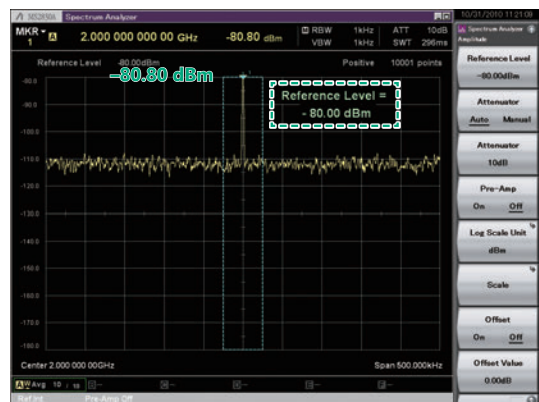 MS2830A Spectrum Analyzer
10/31/2010 11:21:08
MKR 1
2.000 000 000 00 GHz
-80.80 dBm
RBW 1kHz
VBW 1kHz
ATT 10dB
SWT 296ms
Reference Level -80.00dBm
Positive 10001 points
-80.80 dBm
Reference Level =
- 80.00 dBm
-80.0
-90.0
-100.0
-110.0
-120.0
-130.0
-140.0
-150.0
-160.0
-170.0
-180.0
Center 2.000 000 00GHz
Span 500.000kHz
A W Avg 10 / 10
Ref.Int Pre-Amp Off
Spectrum Analyzer
Amplitude
Reference Level
-80.00dBm
Attenuator
Auto Manual
Attenuator
10dB
Pre-Amp
On Off
Log Scale Unit
dBm
Scale
Offset
On Off
Offset Value
0.00dB